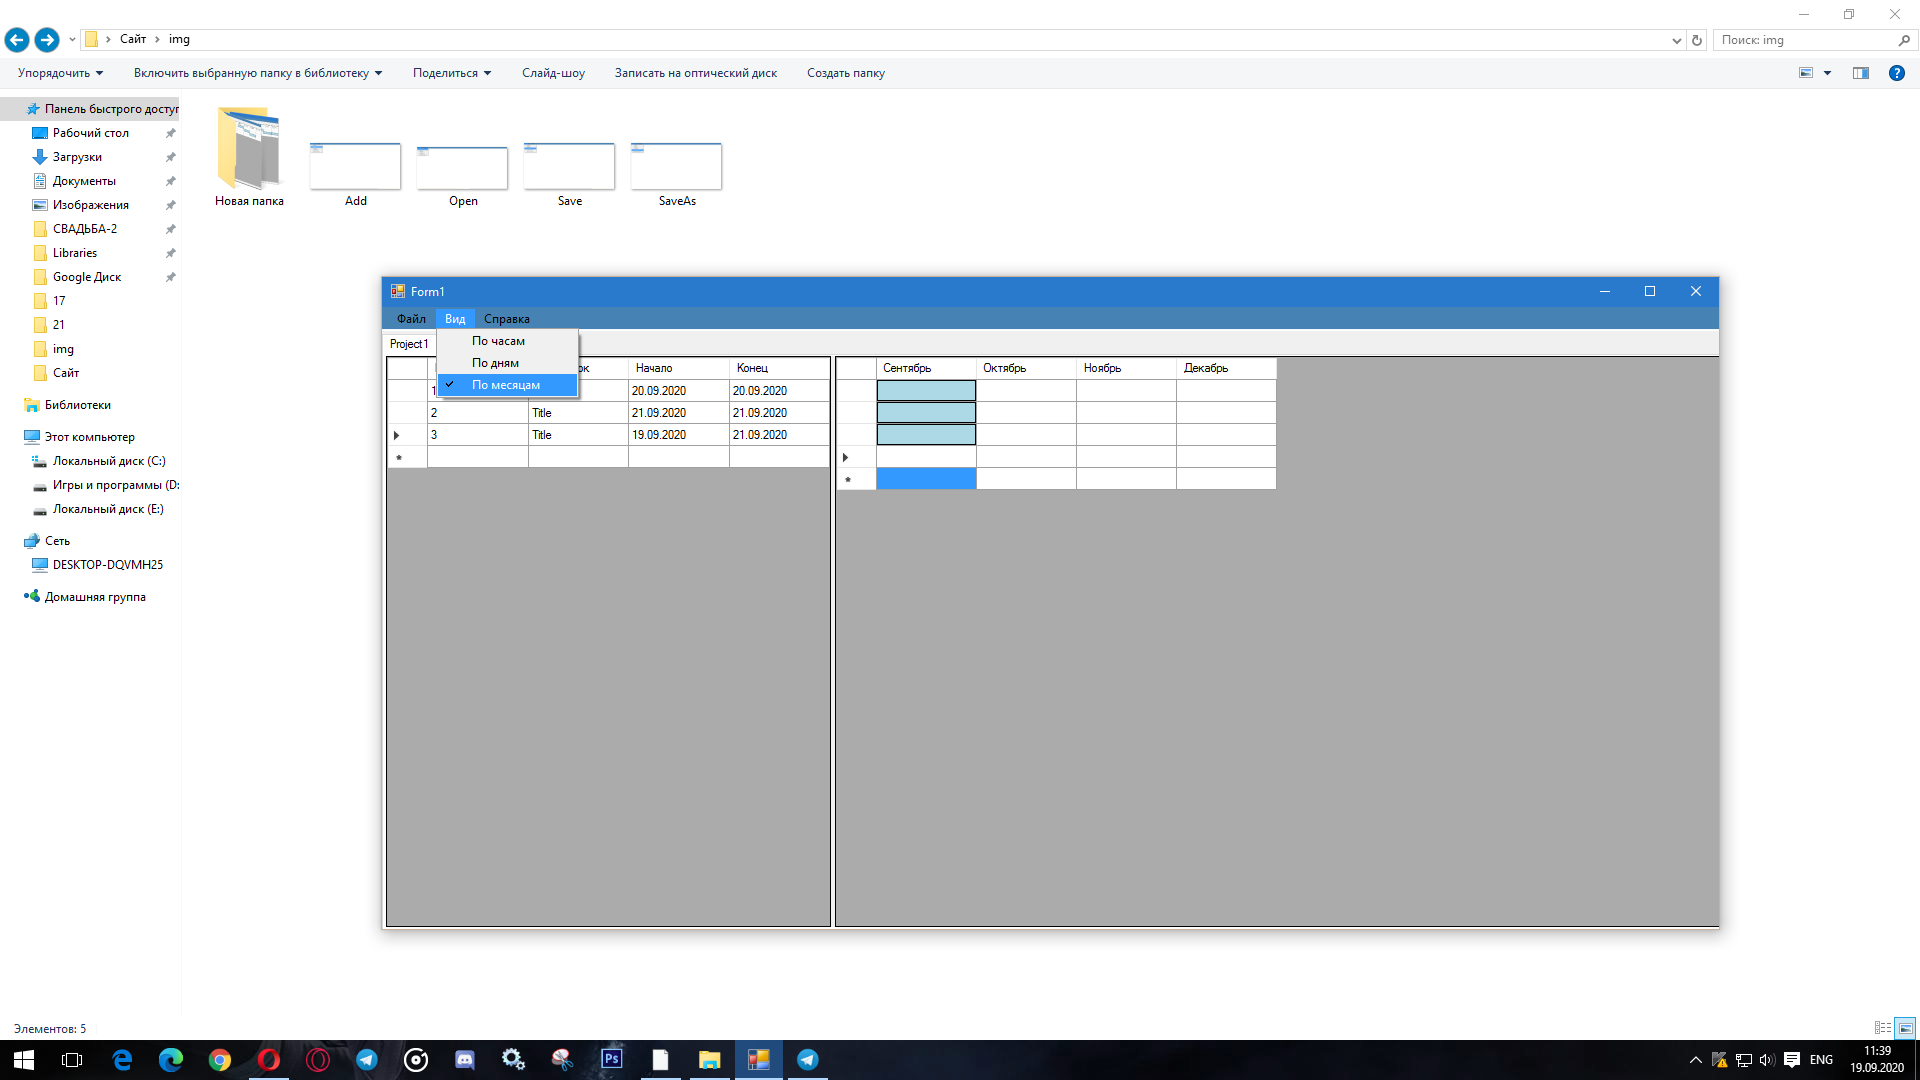 Сайт
img
Поиск: img
Упорядочить
Включить выбранную папку в библиотеку
Поделиться
Слайд-шоу
Записать на оптический диск
Создать папку
Панель быстрого доступ
Рабочий стол
Загрузки
Документы
Изображения
СВАДЬБА-2
Libraries
Google Диск
17
21
img
Сайт
Библиотеки
Этот компьютер
Локальный диск (C:)
Игры и программы (D:
Локальный диск (E:)
Сеть
DESKTOP-DQVMH25
Домашняя группа
Новая папка
Add
Open
Save
SaveAs
Form1
Файл Вид Справка
Project1
По часам
По дням
По месяцам
ок Начало Конец
1 20.09.2020 20.09.2020
2 Title 21.09.2020 21.09.2020
3 Title 19.09.2020 21.09.2020
Сентябрь Октябрь Ноябрь Декабрь
Элементов: 5
Ps
ENG
11:39
19.09.2020